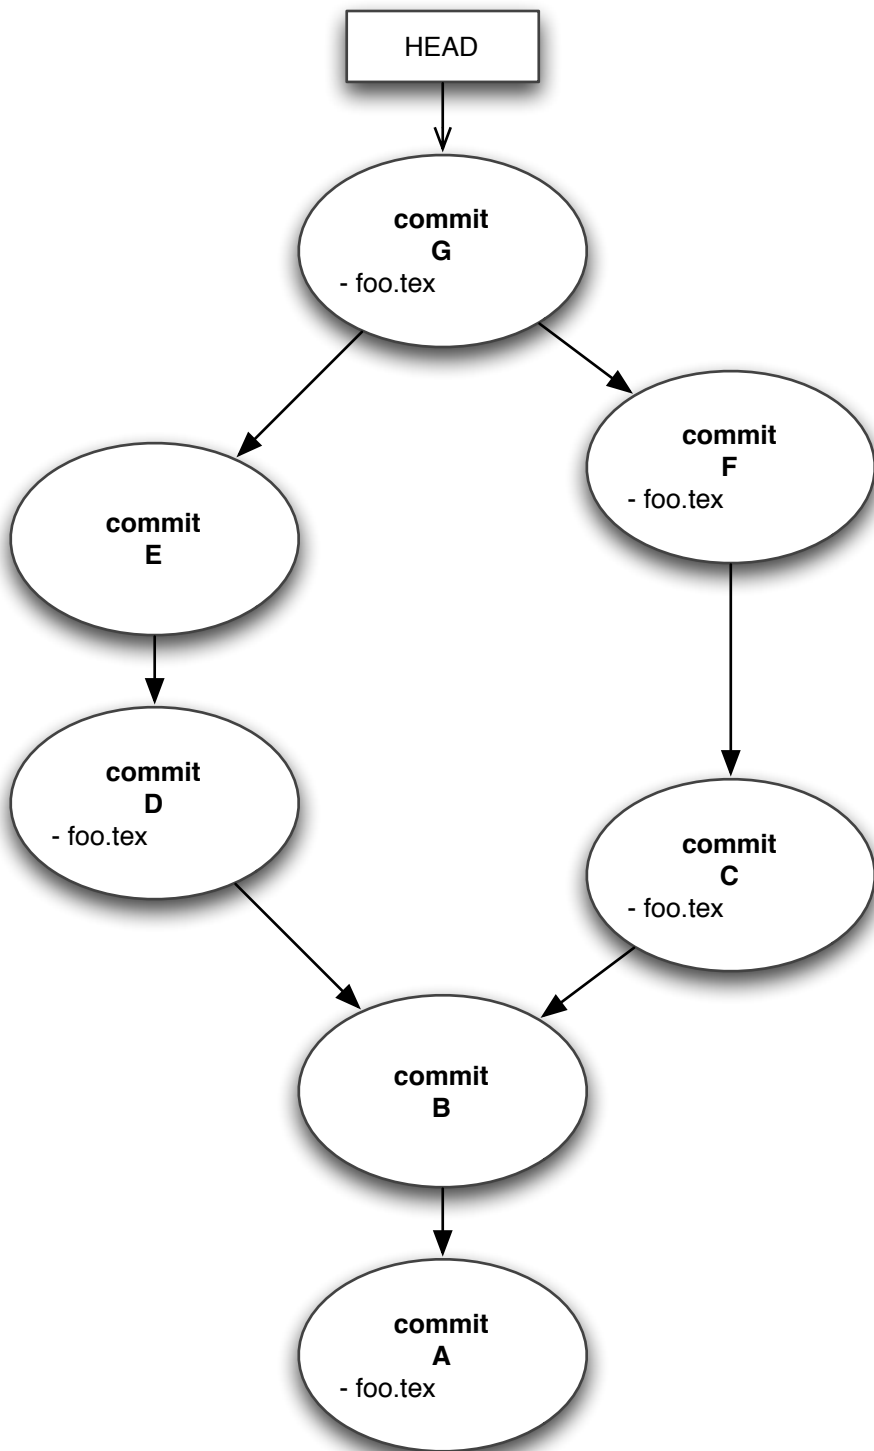 HEAD
commit
G
- foo.tex
commit
F
- foo.tex
commit
E
commit
D
- foo.tex
commit
C
- foo.tex
commit
B
commit
A
- foo.tex